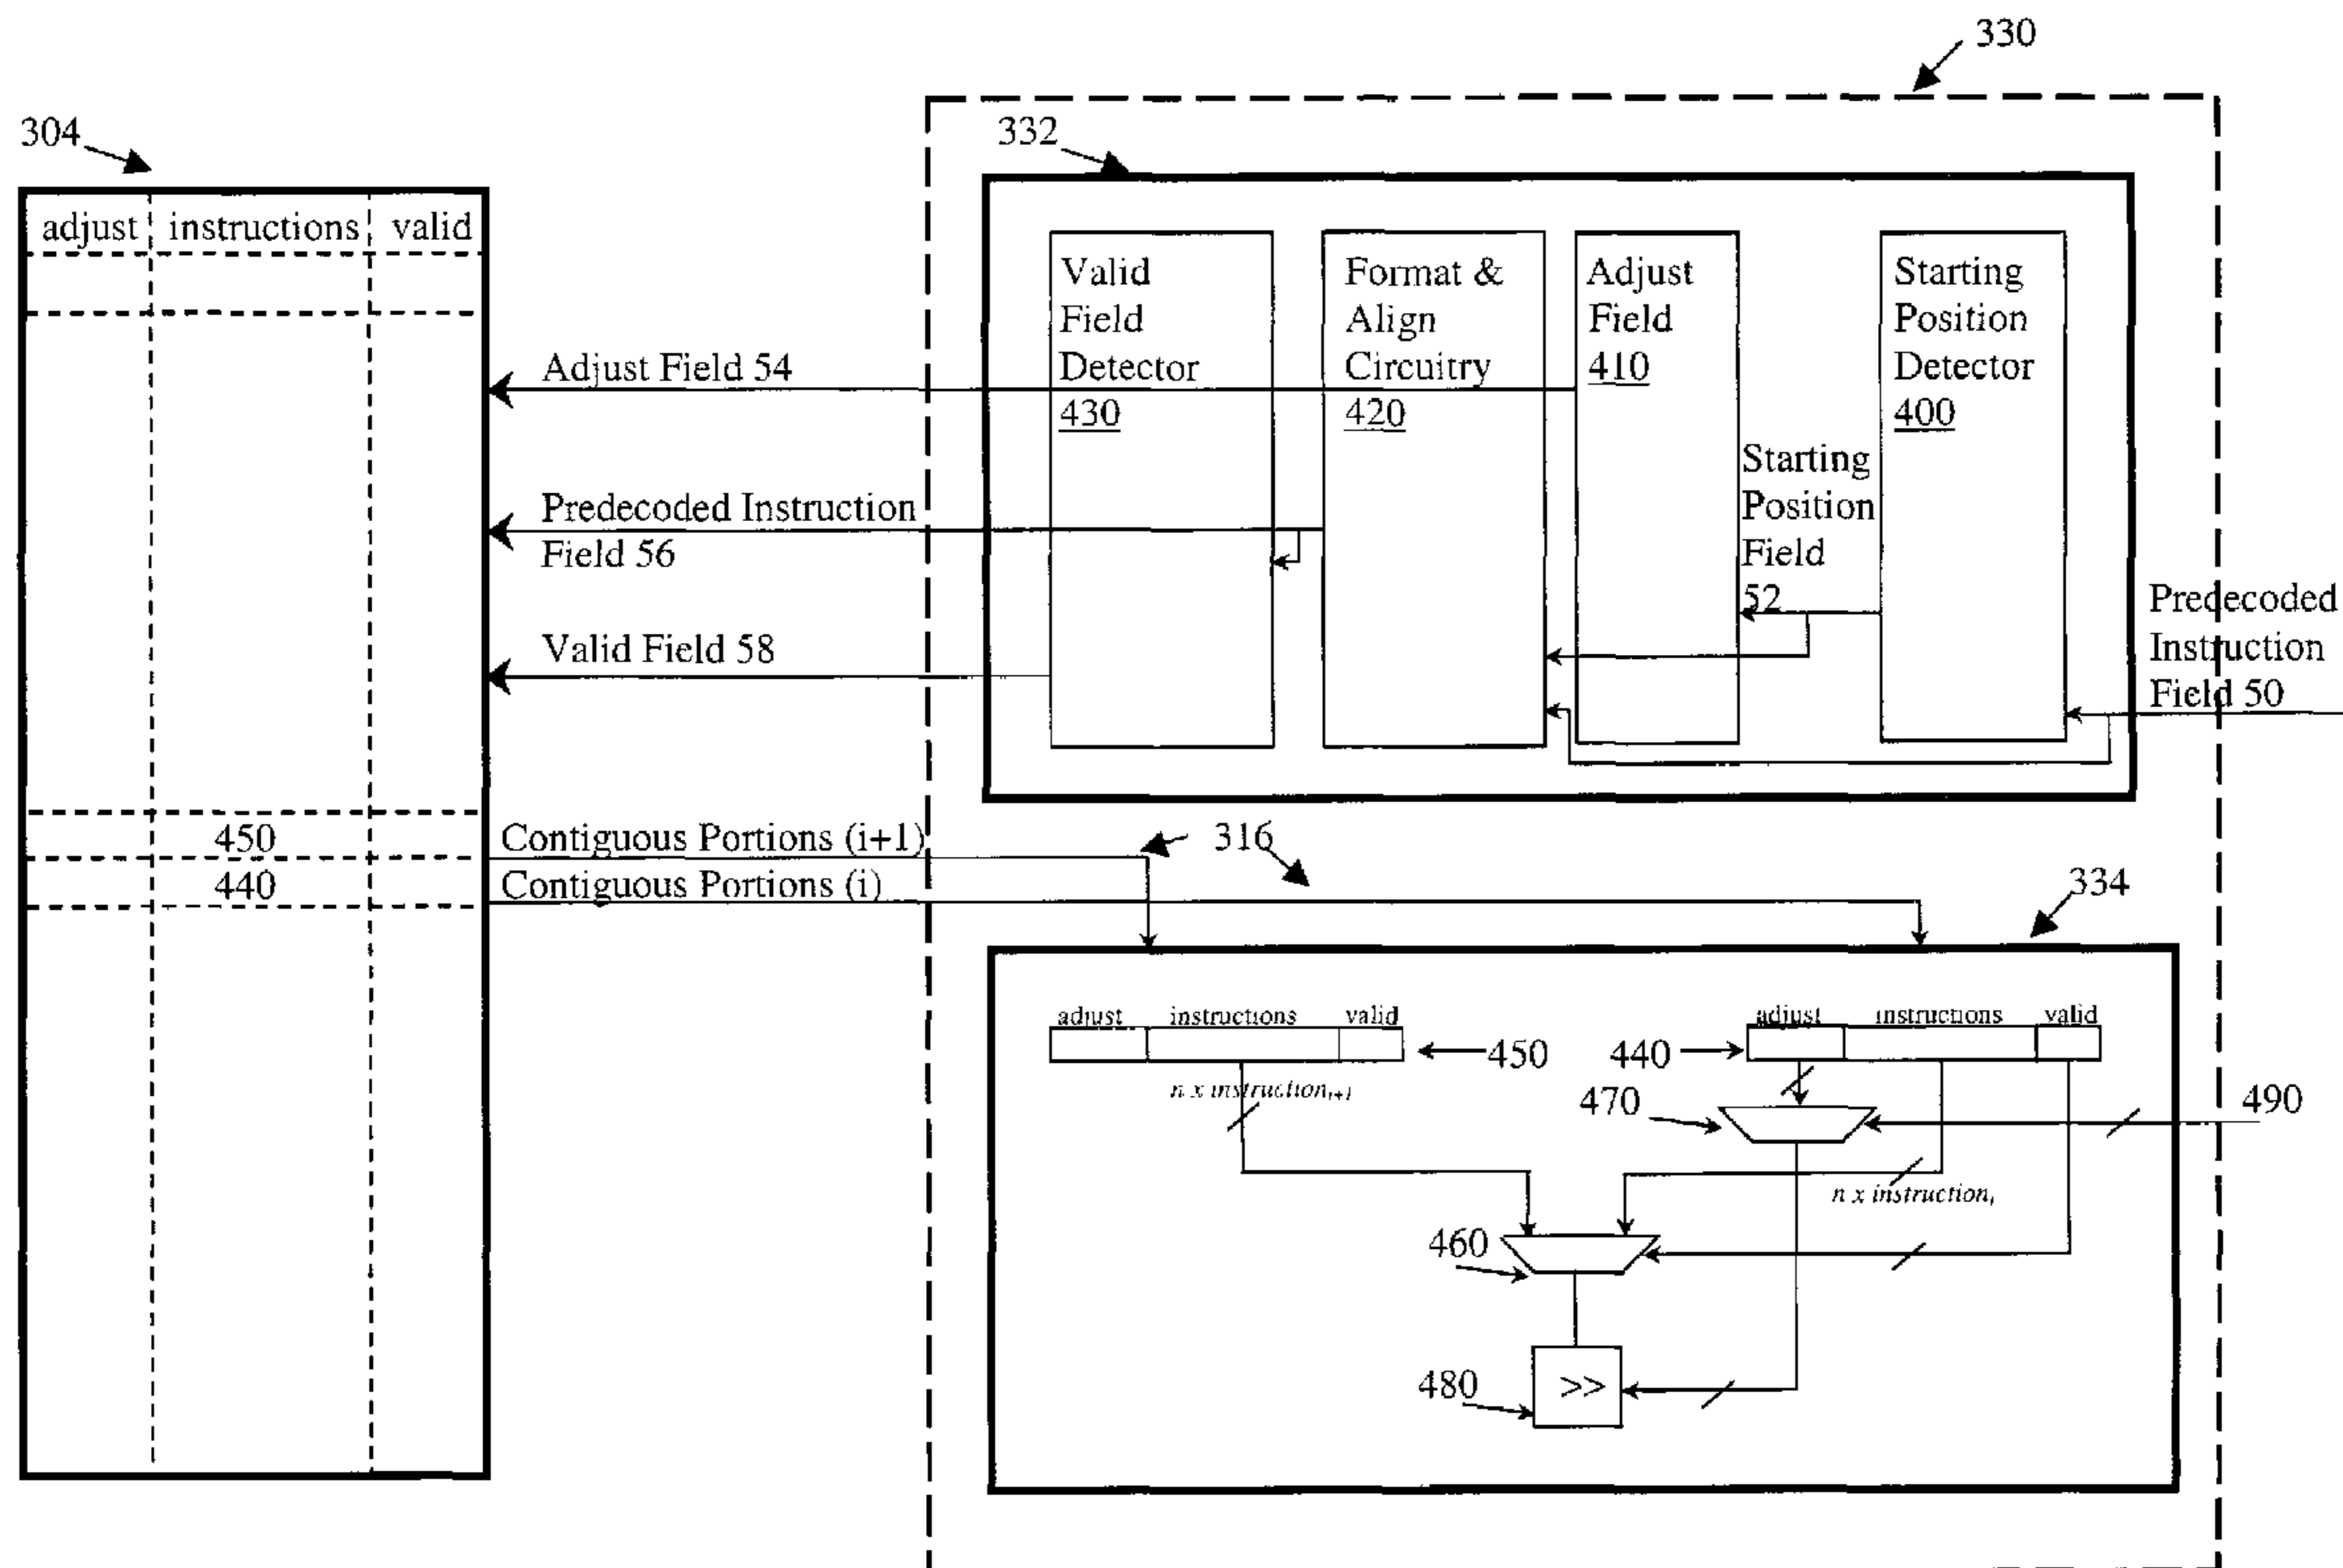 330
304
332
adjust instructions valid
Valid
Field
Detector
430
Format &
Align
Circuitry
420
Adjust
Field
410
Starting
Position
Detector
400
Adjust Field 54
Starting
Position
Field
52
Predecoded Instruction
Field 56
Predecoded
Instruction
Field 50
Valid Field 58
450
Contiguous Portions (i+1)
316
440
Contiguous Portions (i)
334
adjust instructions valid
adjust instructions valid
450
440
n x instruction i+1
470
490
n x instruction i
460
480
>>